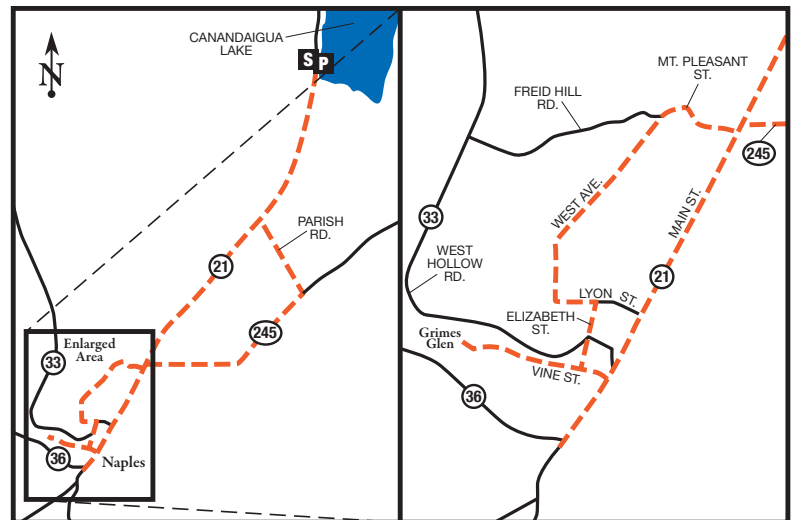 CANANDAIGUA
LAKE
S P
N
PARISH
RD.
21
245
Enlarged
Area
33
36
Naples
MT. PLEASANT
ST.
FREID HILL
RD.
245
WEST AVE.
MAIN ST.
33
WEST
HOLLOW
RD.
21
LYON ST.
ELIZABETH
ST.
Grimes
Glen
VINE ST.
36